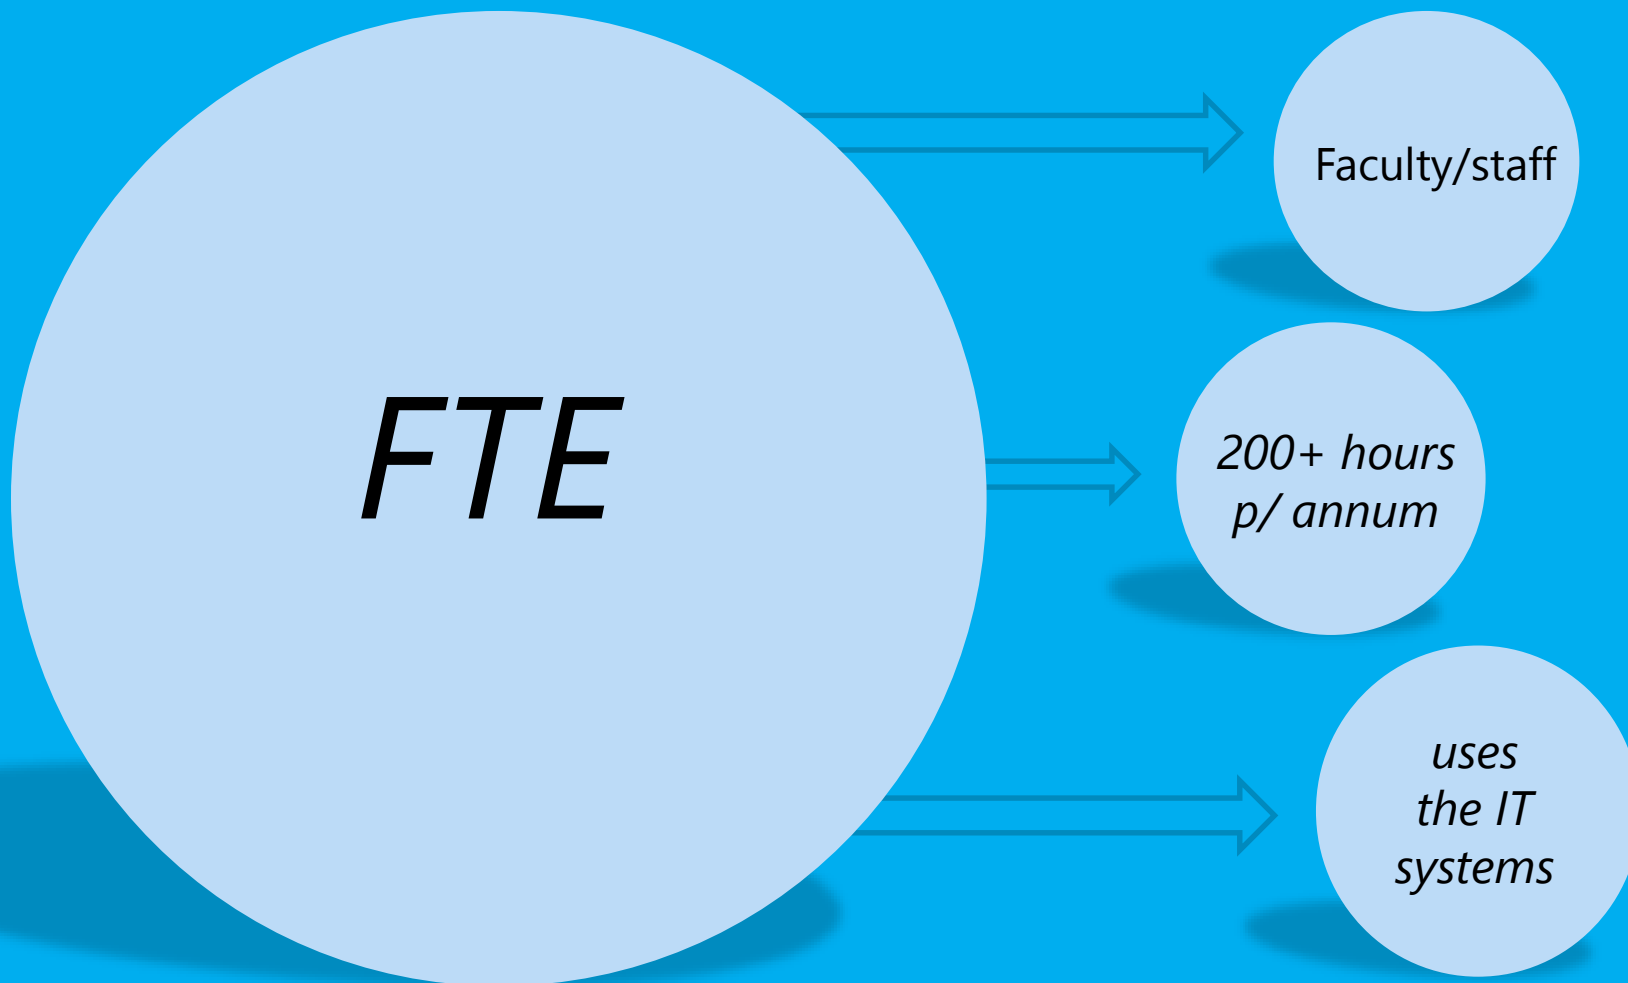 FTE
Faculty/staff
200+ hours
p/ annum
uses
the IT
systems